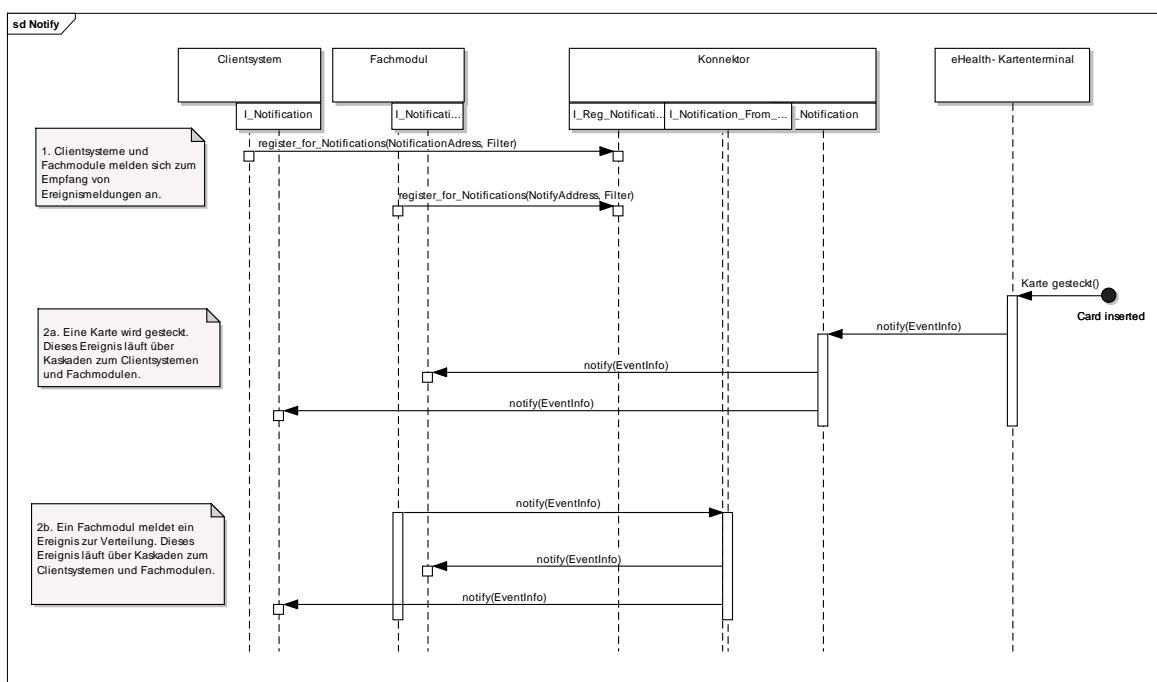 sd Notify
Clientsystem
Fachmodul
Konnektor
eHealth- Kartenterminal
I_Notification
I_Notificati...
I_Reg_Notificati...
I_Notification_From_...
_Notification
1. Clientsysteme und
Fachmodule melden sich zum
Empfang von
Ereignismeldungen an.
register_for_Notifications(NotificationAdress, Filter)
register_for_Notifications(NotifyAddress, Filter)
Karte gesteckt()
Card inserted
2a. Eine Karte wird gesteckt.
Dieses Ereignis läuft über
Kaskaden zum Clientsystemen
und Fachmodulen.
notify(EventInfo)
notify(EventInfo)
notify(EventInfo)
2b. Ein Fachmodul meldet ein
Ereignis zur Verteilung. Dieses
Ereignis läuft über Kaskaden zum
Clientsystemen und Fachmodulen.
notify(EventInfo)
notify(EventInfo)
notify(EventInfo)